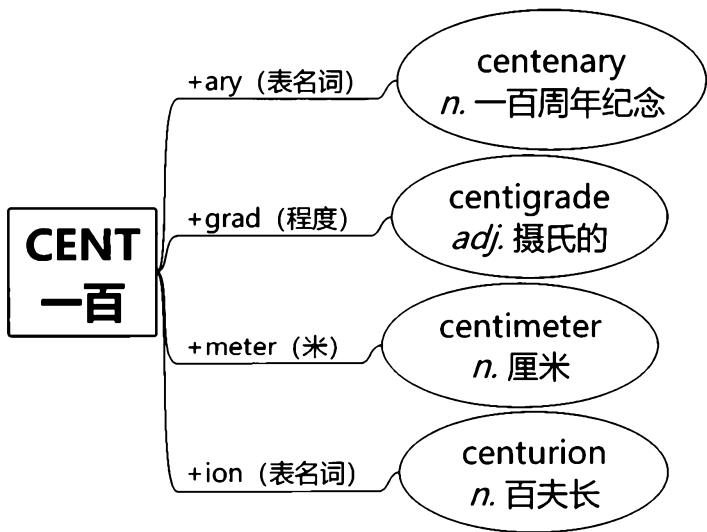 CENT
一百
+ary（表名词）
centenary
n. 一百周年纪念
+grad（程度）
centigrade
adj. 摄氏的
+meter（米）
centimeter
n. 厘米
+ion（表名词）
centurion
n. 百夫长